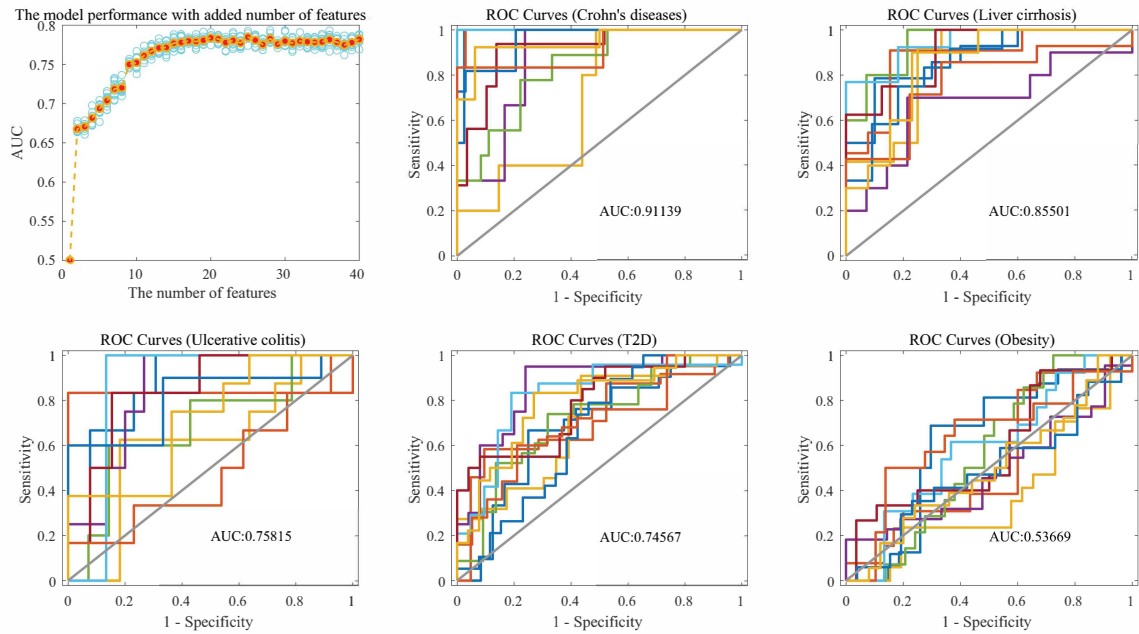 The model performance with added number of features
0.8
0.75
0.7
0.65
0.6
0.55
0.5
AUC
0 10 20 30 40
The number of features
ROC Curves (Crohn's diseases)
1
0.8
0.6
0.4
0.2
0
Sensitivity
AUC:0.91139
0 0.2 0.4 0.6 0.8 1
1 - Specificity
ROC Curves (Liver cirrhosis)
1
0.8
0.6
0.4
0.2
0
Sensitivity
AUC:0.85501
0 0.2 0.4 0.6 0.8 1
1 - Specificity
ROC Curves (Ulcerative colitis)
1
0.8
0.6
0.4
0.2
0
Sensitivity
AUC:0.75815
0 0.2 0.4 0.6 0.8 1
1 - Specificity
ROC Curves (T2D)
1
0.8
0.6
0.4
0.2
0
Sensitivity
AUC:0.74567
0 0.2 0.4 0.6 0.8 1
1 - Specificity
ROC Curves (Obesity)
1
0.8
0.6
0.4
0.2
0
Sensitivity
AUC:0.53669
0 0.2 0.4 0.6 0.8 1
1 - Specificity